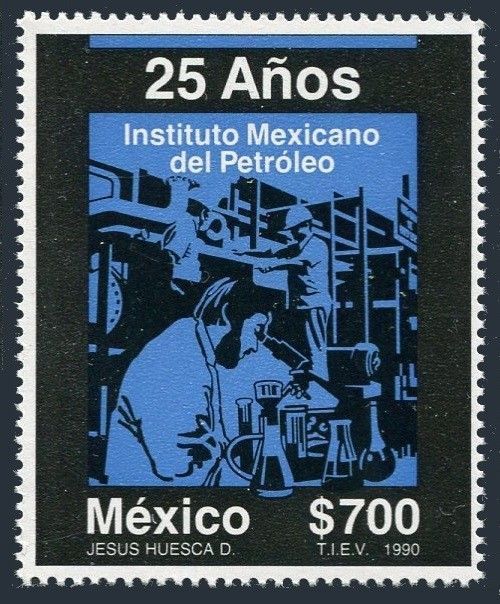 25 Años
Instituto Mexicano
del Petróleo
México $700
JESUS HUESCA D. T.I.E.V. 1990